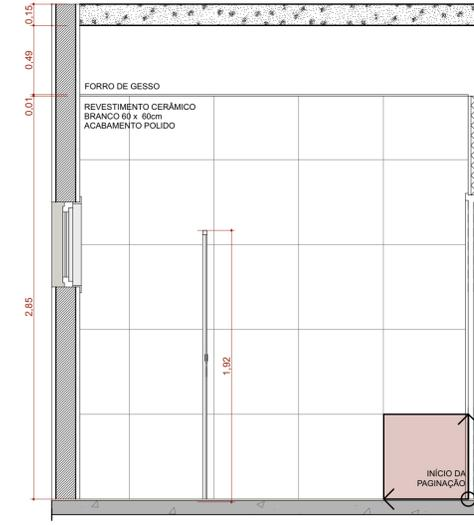 0,15
0,49
FORRO DE GESSO
0,01
REVESTIMENTO CERÂMICO
BRANCO 60 x 60cm
ACABAMENTO POLIDO
2,85
1,92
INÍCIO DA
PAGINAÇÃO